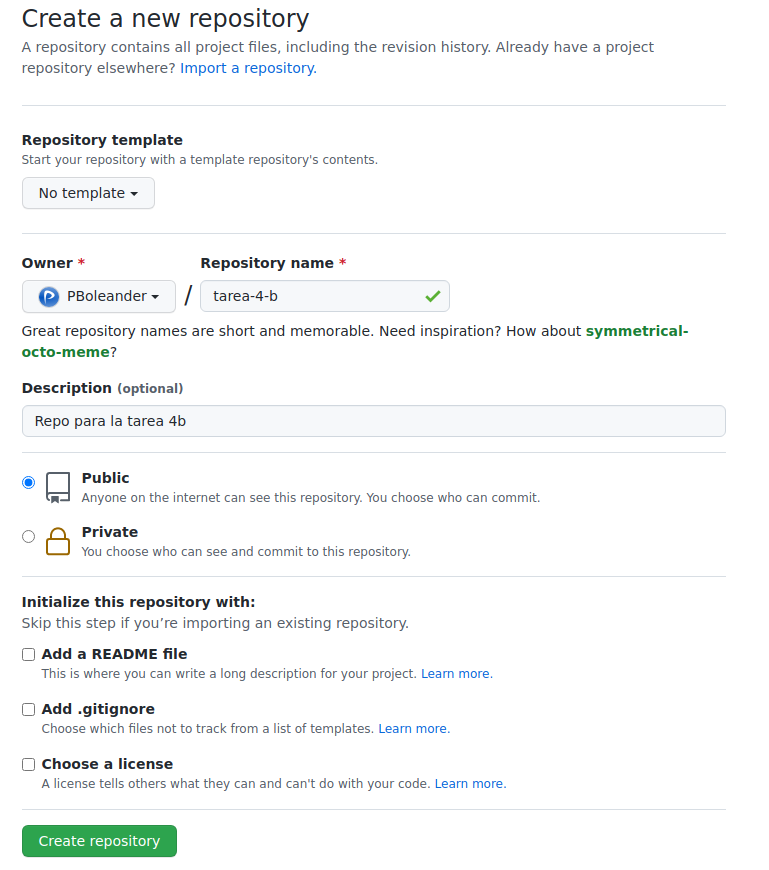 Create a new repository
A repository contains all project files, including the revision history. Already have a project
repository elsewhere? Import a repository.
Repository template
Start your repository with a template repository's contents.
No template
Owner * Repository name *
PBoleander / tarea-4-b
Great repository names are short and memorable. Need inspiration? How about symmetrical-
octo-meme?
Description (optional)
Repo para la tarea 4b
Public
Anyone on the internet can see this repository. You choose who can commit.
Private
You choose who can see and commit to this repository.
Initialize this repository with:
Skip this step if you’re importing an existing repository.
Add a README file
This is where you can write a long description for your project. Learn more.
Add .gitignore
Choose which files not to track from a list of templates. Learn more.
Choose a license
A license tells others what they can and can't do with your code. Learn more.
Create repository